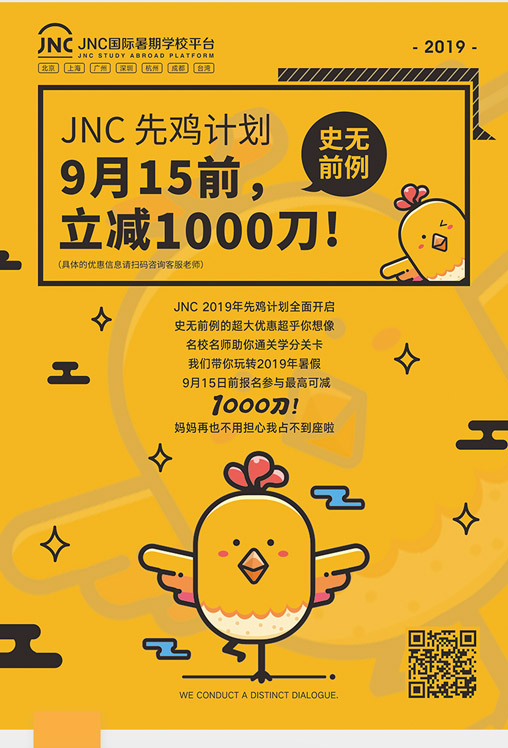 JNC JNC国际暑期学校平台
JNC STUDY ABROAD PLATFORM
北京 上海 广州 深圳 杭州 成都 台湾
- 2019 -
JNC 先鸡计划
史无
前例
9月15前，
立减1000刀!
(具体的优惠信息请扫码咨询客服老师)
JNC 2019年先鸡计划全面开启
史无前例的超大优惠超乎你想像
名校名师助你通关学分关卡
我们带你玩转2019年暑假
9月15日前报名参与最高可减
1000刀!
妈妈再也不用担心我占不到座啦
WE CONDUCT A DISTINCT DIALOGUE.